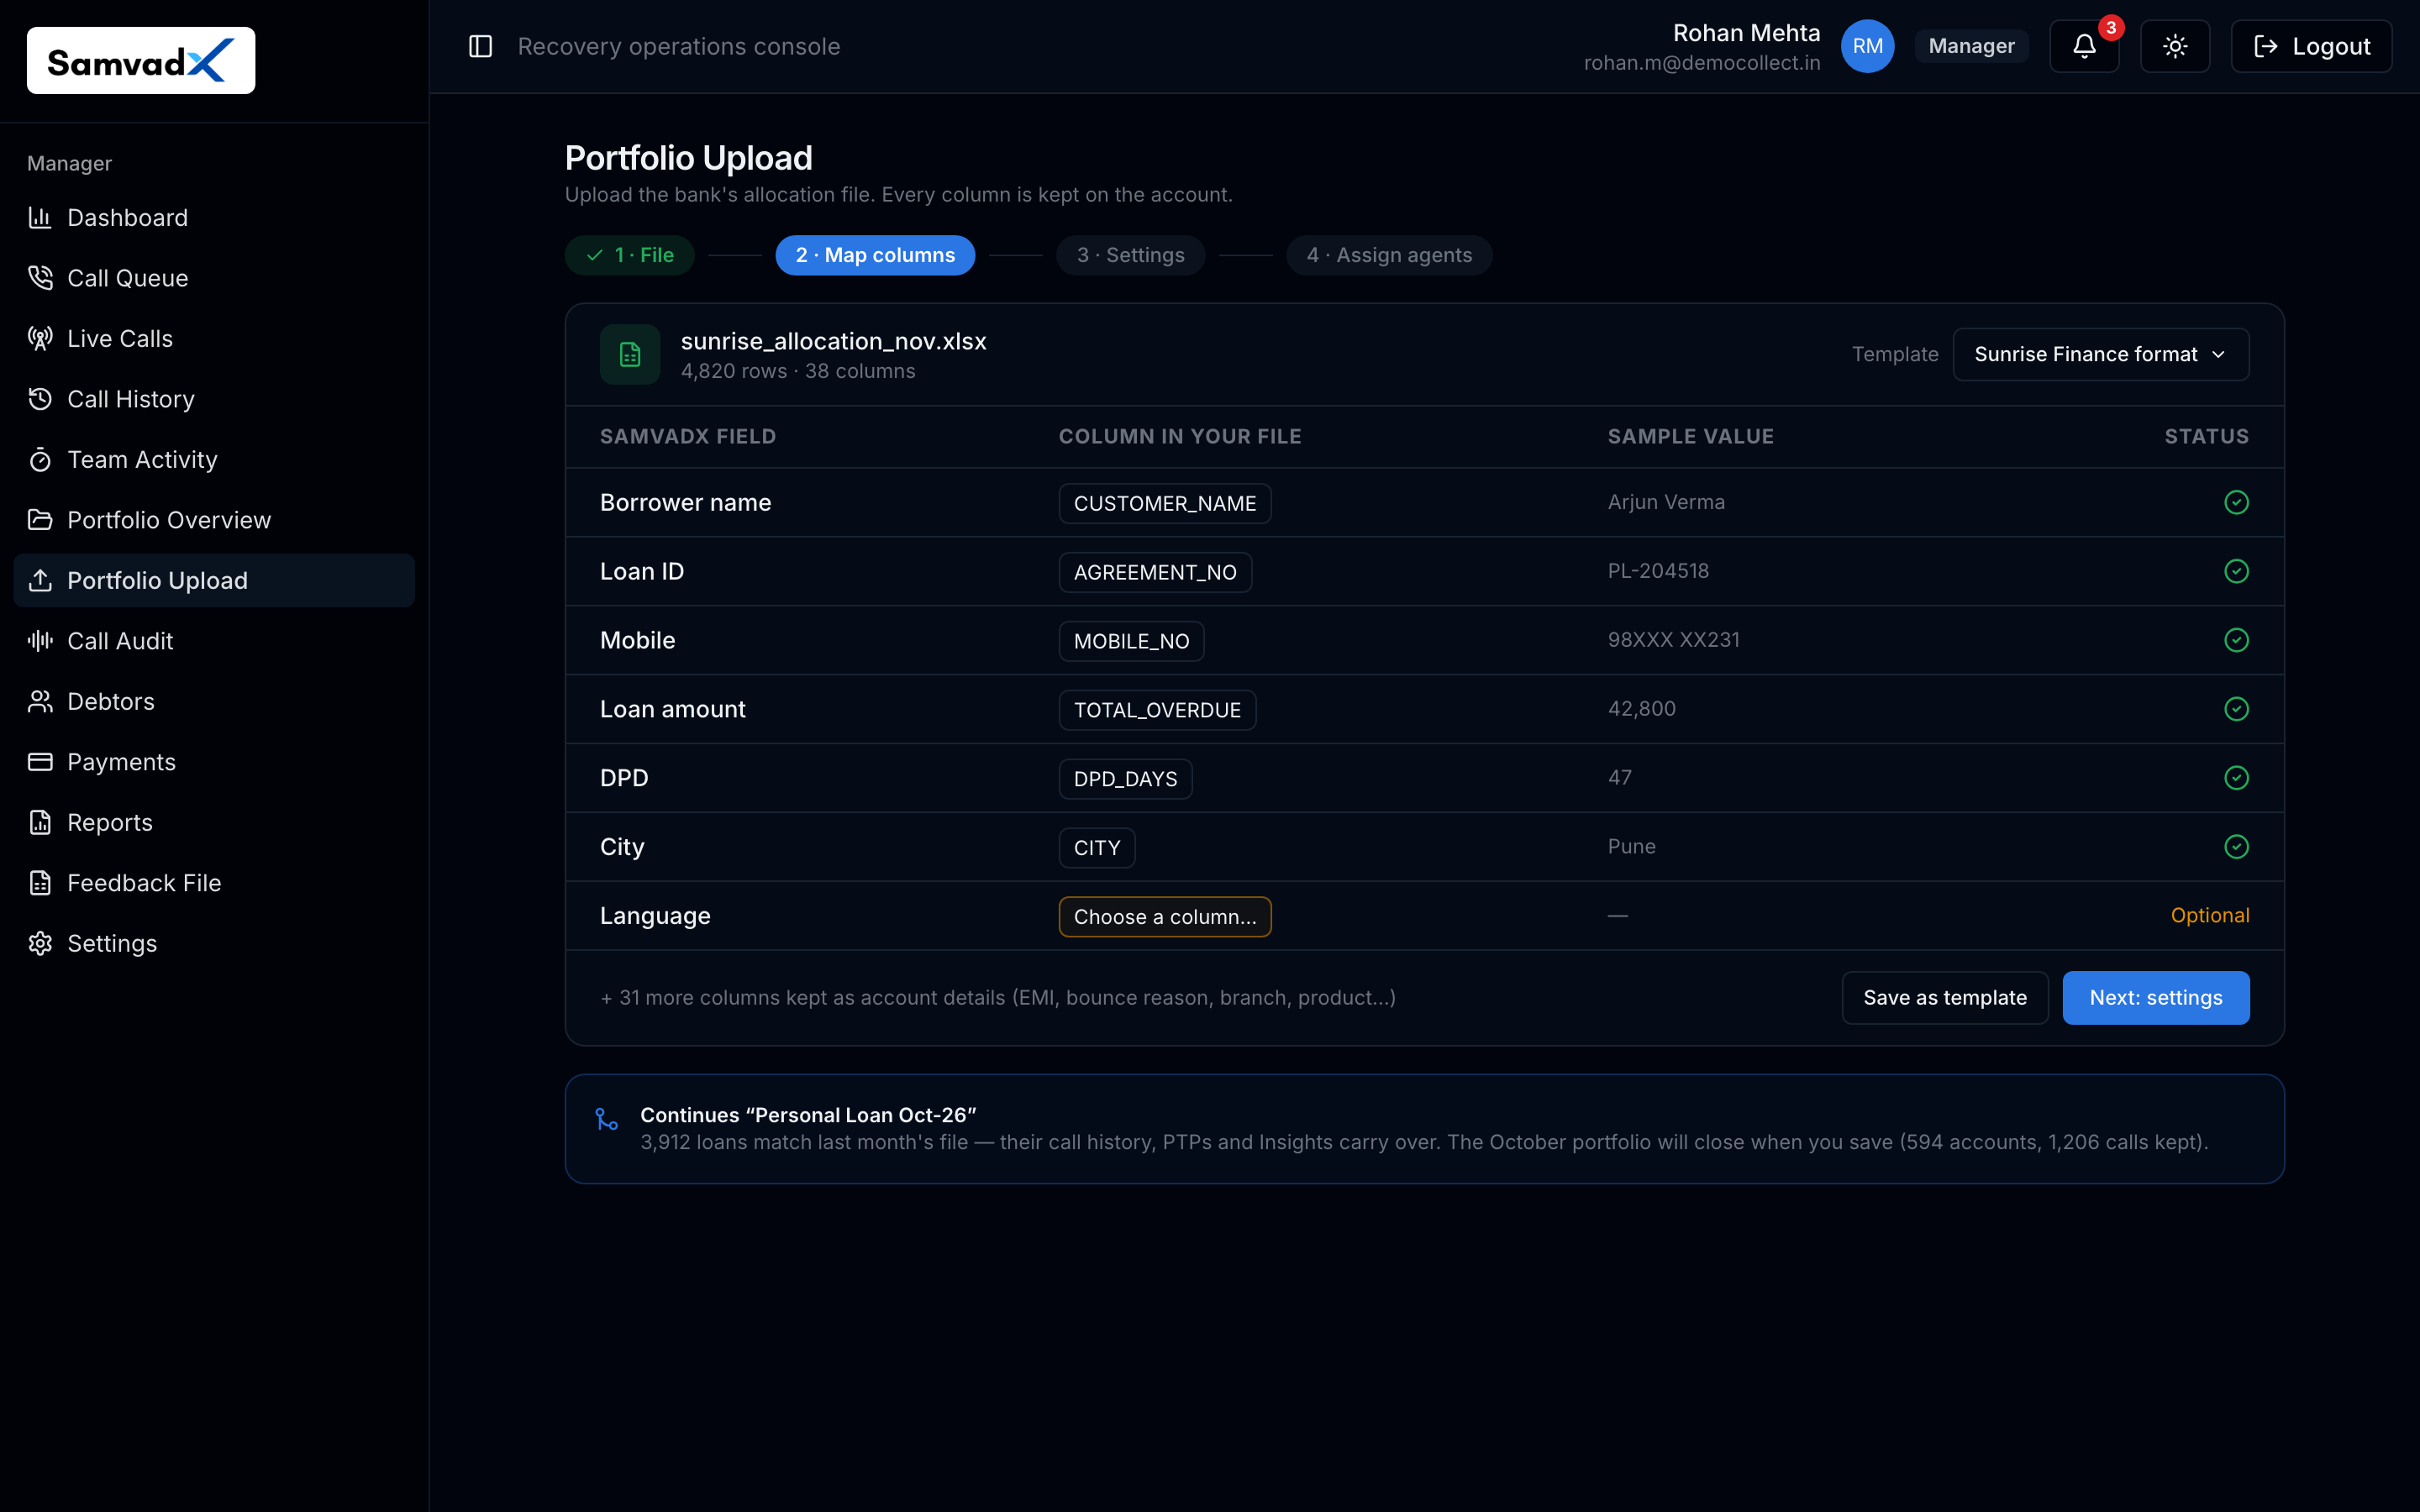 SamvadX
Recovery operations console
Rohan Mehta
rohan.m@democollect.in
RM
Manager
3
Logout
Manager
Dashboard
Call Queue
Live Calls
Call History
Team Activity
Portfolio Overview
Portfolio Upload
Call Audit
Debtors
Payments
Reports
Feedback File
Settings
Portfolio Upload
Upload the bank's allocation file. Every column is kept on the account.
1 · File
2 · Map columns
3 · Settings
4 · Assign agents
sunrise_allocation_nov.xlsx
4,820 rows · 38 columns
Template
Sunrise Finance format
SAMVADX FIELD COLUMN IN YOUR FILE SAMPLE VALUE STATUS
Borrower name CUSTOMER_NAME Arjun Verma
Loan ID AGREEMENT_NO PL-204518
Mobile MOBILE_NO 98XXX XX231
Loan amount TOTAL_OVERDUE 42,800
DPD DPD_DAYS 47
City CITY Pune
Language Choose a column... — Optional
+ 31 more columns kept as account details (EMI, bounce reason, branch, product...)
Save as template
Next: settings
Continues “Personal Loan Oct-26”
3,912 loans match last month's file — their call history, PTPs and Insights carry over. The October portfolio will close when you save (594 accounts, 1,206 calls kept).